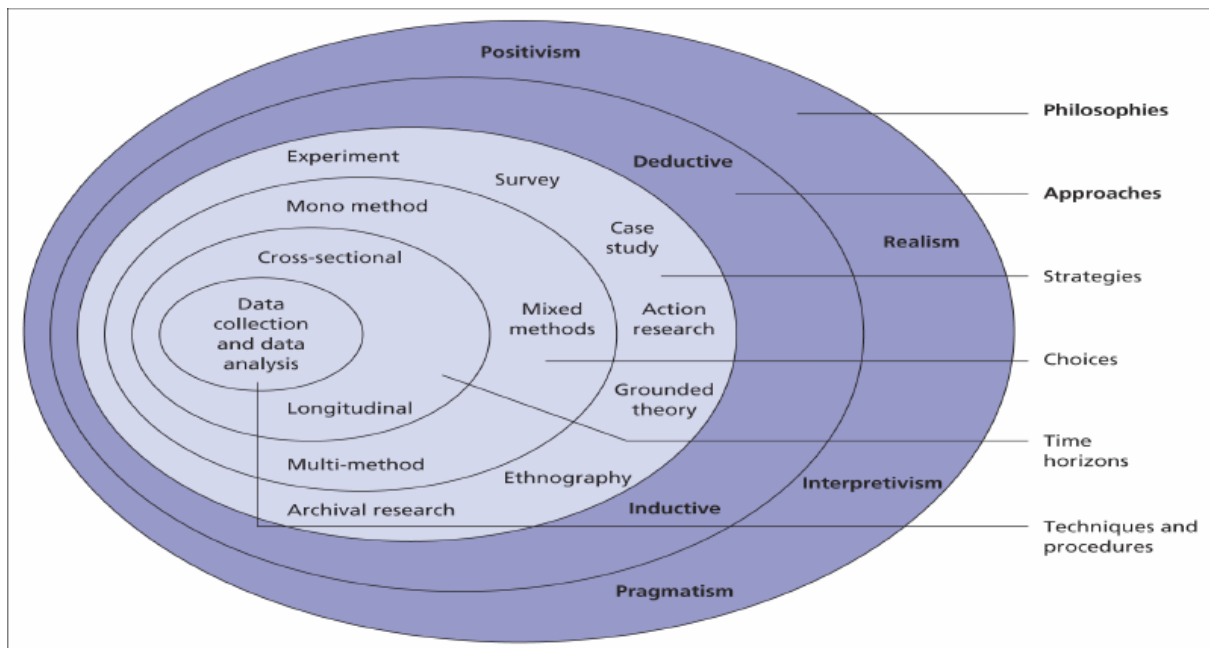 Positivism
Philosophies
Experiment
Deductive
Survey
Approaches
Mono method
Case
study
Realism
Cross-sectional
Strategies
Data
collection
and data
analysis
Mixed
methods
Action
research
Choices
Grounded
theory
Longitudinal
Time
horizons
Multi-method
Ethnography
Interpretivism
Archival research
Inductive
Techniques and
procedures
Pragmatism